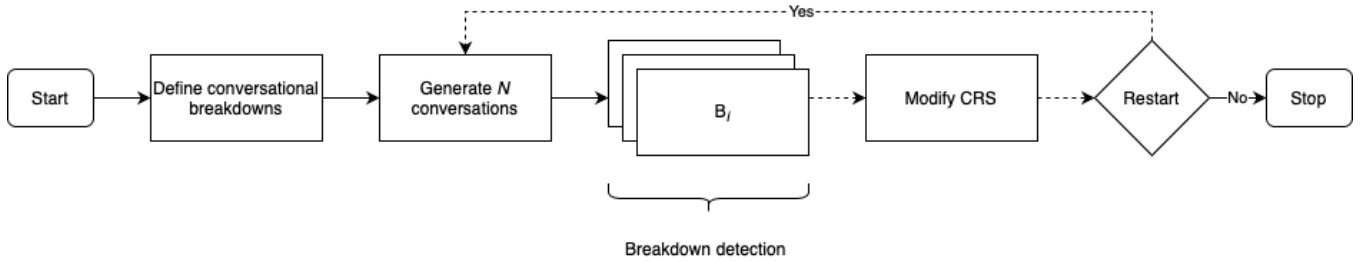 Yes
Start
Define conversational
breakdowns
Generate N
conversations
B i
Modify CRS
Restart
No
Stop
Breakdown detection